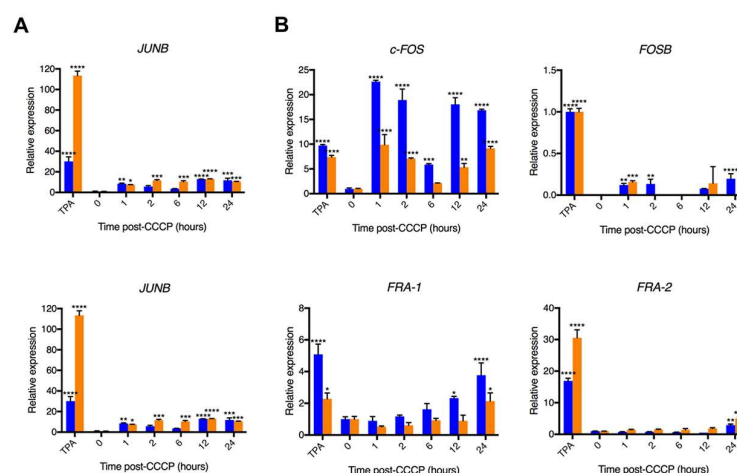 A
B
JUNB
Relative expression
120
100
80
60
40
20
0
**** **** ** * *** *** **** **** *** ***
TPA 0 1 2 6 12 24
Time post-CCCP (hours)
c-FOS
Relative expression
25
20
15
10
5
0
**** *** **** *** **** *** *** **** ** **** ***
TPA 0 1 2 6 12 24
Time post-CCCP (hours)
FOSB
Relative expression
1.5
1.0
0.5
0.0
**** **** ** *** ** ****
TPA 0 1 2 6 12 24
Time post-CCCP (hours)
JUNB
Relative expression
120
100
80
60
40
20
0
**** **** ** * *** *** **** **** *** ***
TPA 0 1 2 6 12 24
Time post-CCCP (hours)
FRA-1
Relative expression
8
6
4
2
0
**** * * **** *
TPA 0 1 2 6 12 24
Time post-CCCP (hours)
FRA-2
Relative expression
40
30
20
10
0
**** **** **
TPA 0 1 2 6 12 24
Time post-CCCP (hours)